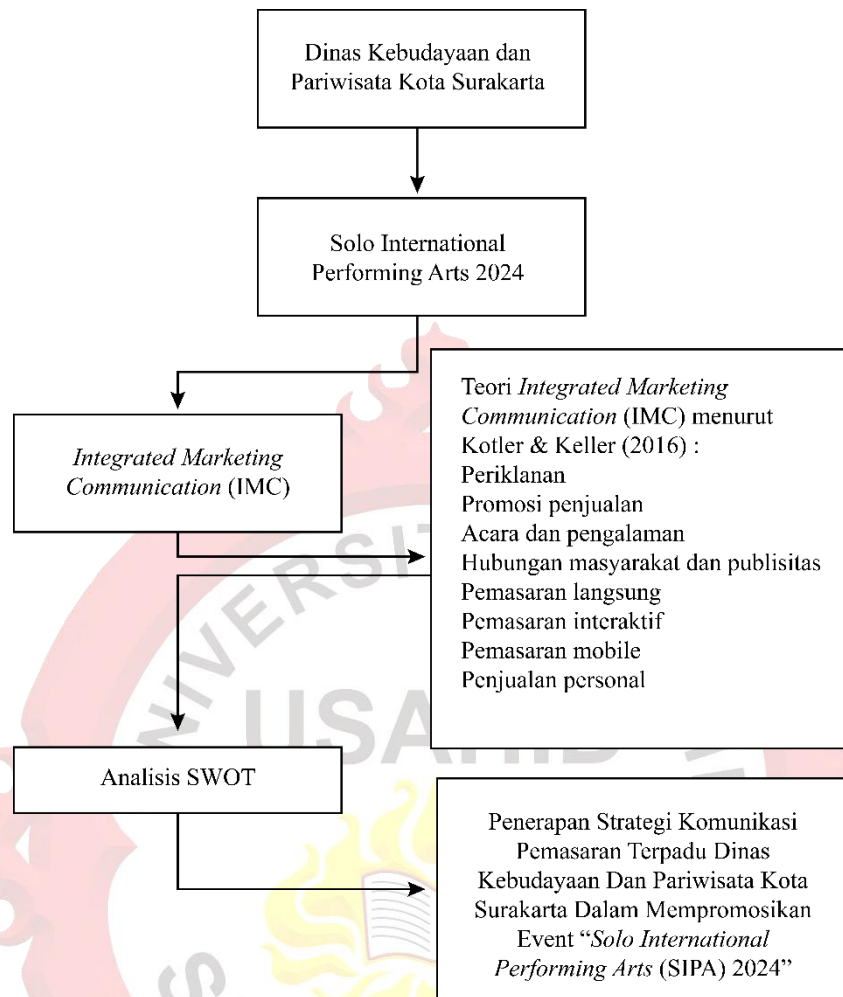 Dinas Kebudayaan dan
Pariwisata Kota Surakarta
Solo International
Performing Arts 2024
Integrated Marketing
Communication (IMC)
Teori Integrated Marketing
Communication (IMC) menurut
Kotler & Keller (2016) :
Periklanan
Promosi penjualan
Acara dan pengalaman
Hubungan masyarakat dan publisitas
Pemasaran langsung
Pemasaran interaktif
Pemasaran mobile
Penjualan personal
Analisis SWOT
Penerapan Strategi Komunikasi
Pemasaran Terpadu Dinas
Kebudayaan Dan Pariwisata Kota
Surakarta Dalam Mempromosikan
Event “Solo International
Performing Arts (SIPA) 2024”
USAHID